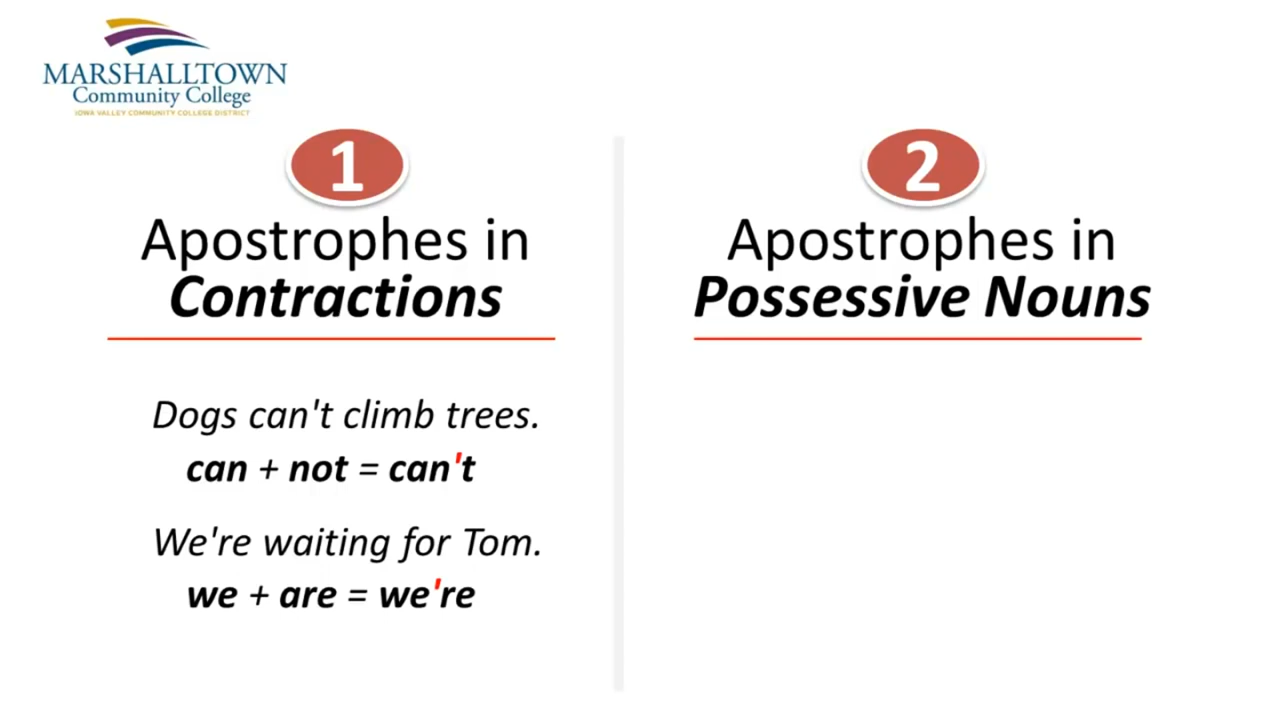 MARSHALLTOWN
Community College
IOWA VALLEY COMMUNITY COLLEGE DISTRICT
1
Apostrophes in
Contractions
Dogs can't climb trees.
can + not = can't
We're waiting for Tom.
we + are = we're
2
Apostrophes in
Possessive Nouns